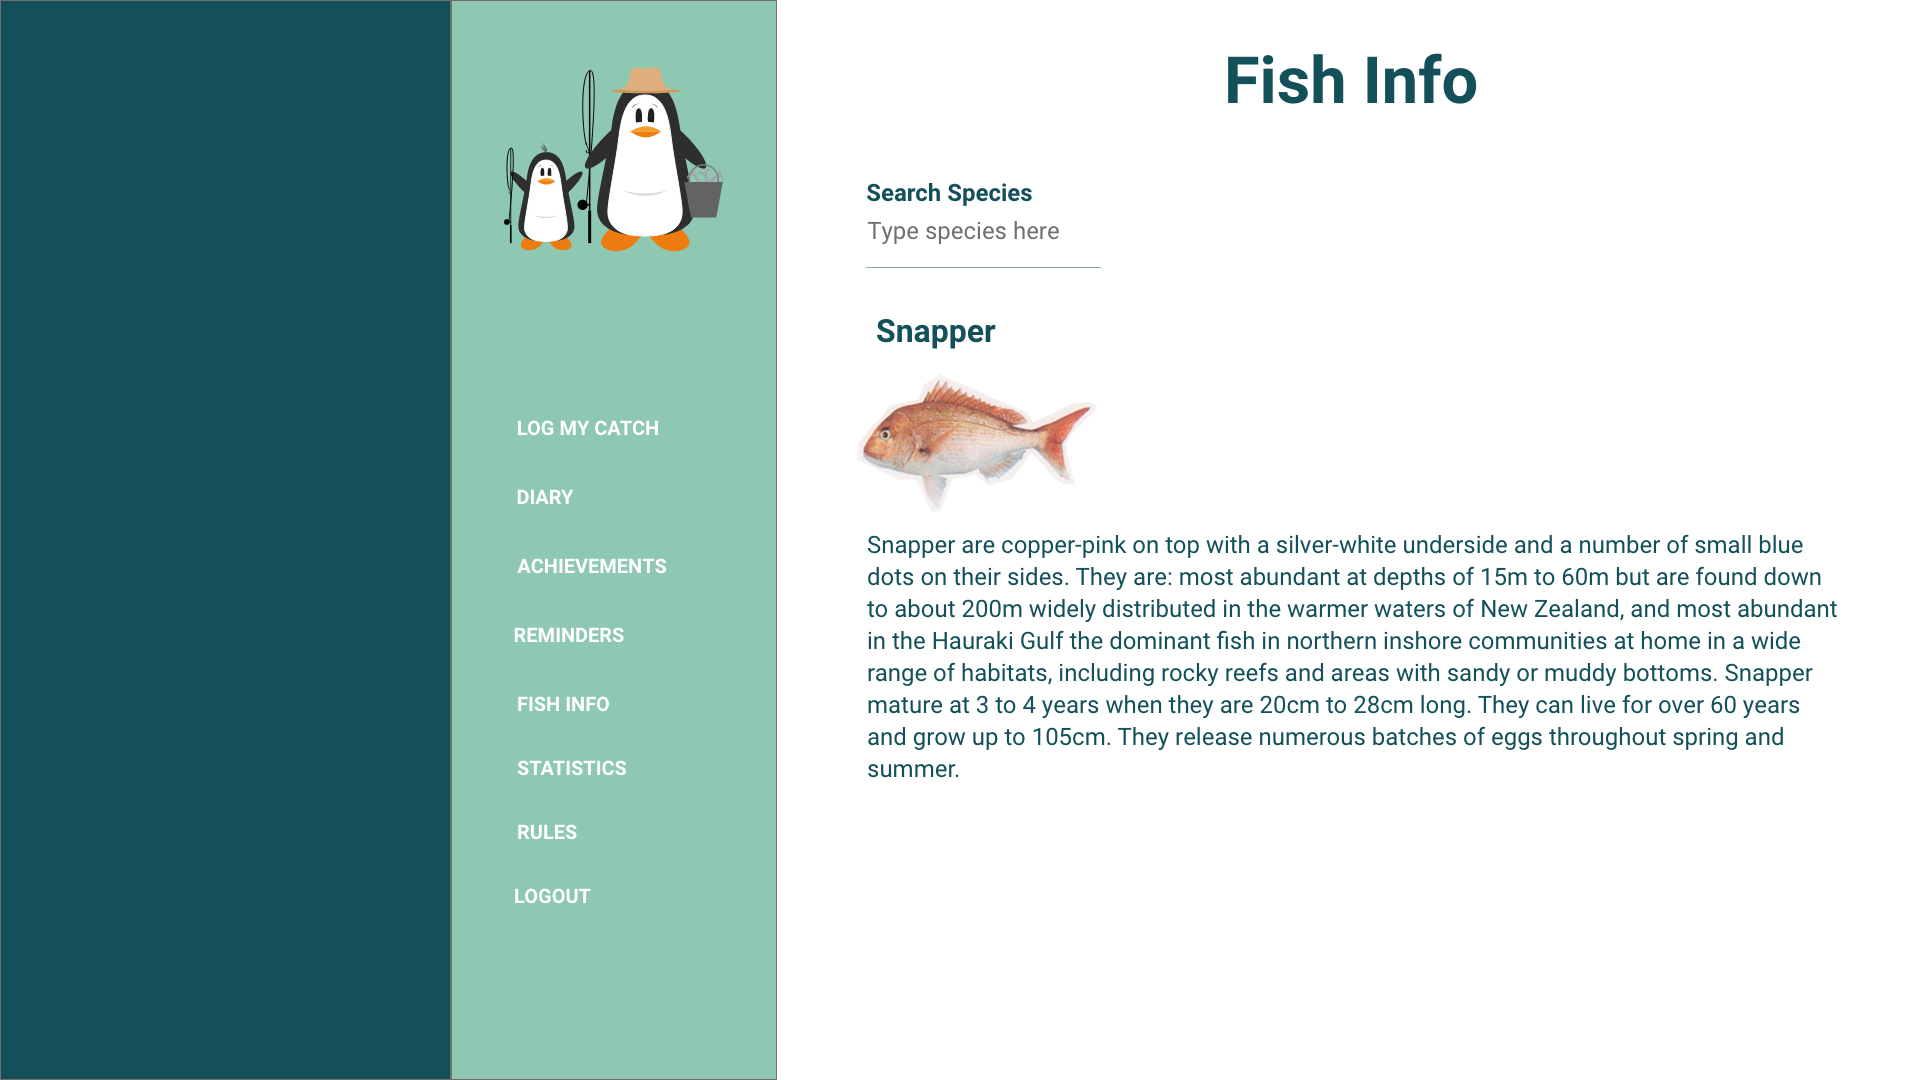 LOG MY CATCH
DIARY
ACHIEVEMENTS
REMINDERS
FISH INFO
STATISTICS
RULES
LOGOUT
Fish Info
Search Species
Type species here
Snapper
Snapper are copper-pink on top with a silver-white underside and a number of small blue
dots on their sides. They are: most abundant at depths of 15m to 60m but are found down
to about 200m widely distributed in the warmer waters of New Zealand, and most abundant
in the Hauraki Gulf the dominant fish in northern inshore communities at home in a wide
range of habitats, including rocky reefs and areas with sandy or muddy bottoms. Snapper
mature at 3 to 4 years when they are 20cm to 28cm long. They can live for over 60 years
and grow up to 105cm. They release numerous batches of eggs throughout spring and
summer.